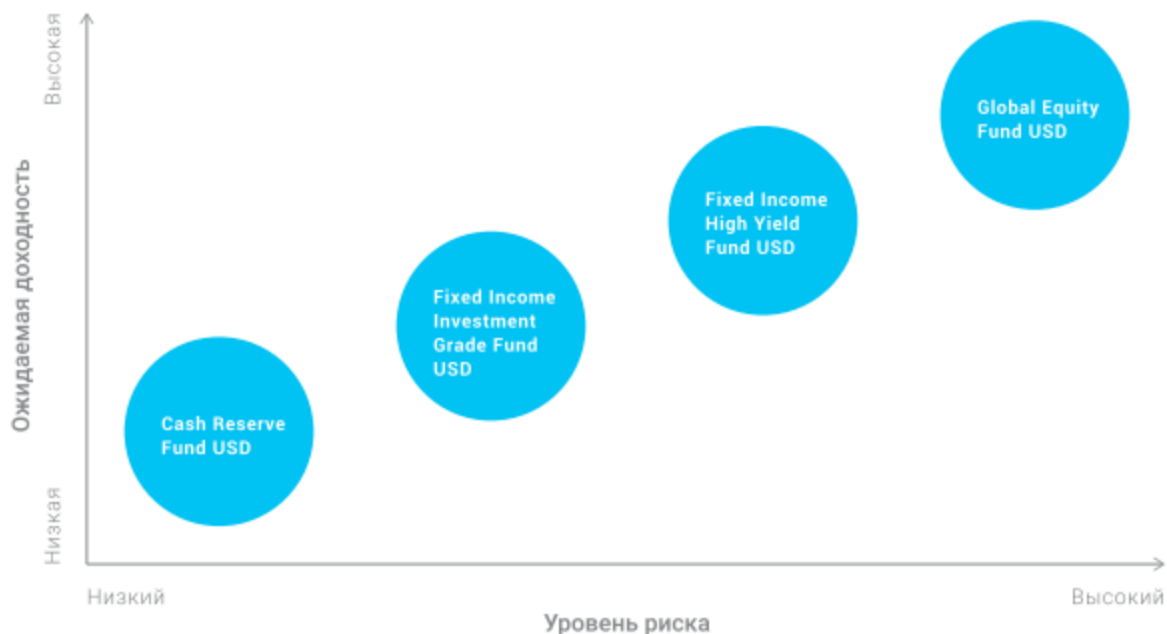 Высокая
Ожидаемая доходность
Низкая
Global Equity
Fund USD
Fixed Income
High Yield
Fund USD
Fixed Income
Investment
Grade Fund
USD
Cash Reserve
Fund USD
Низкий
Высокий
Уровень риска